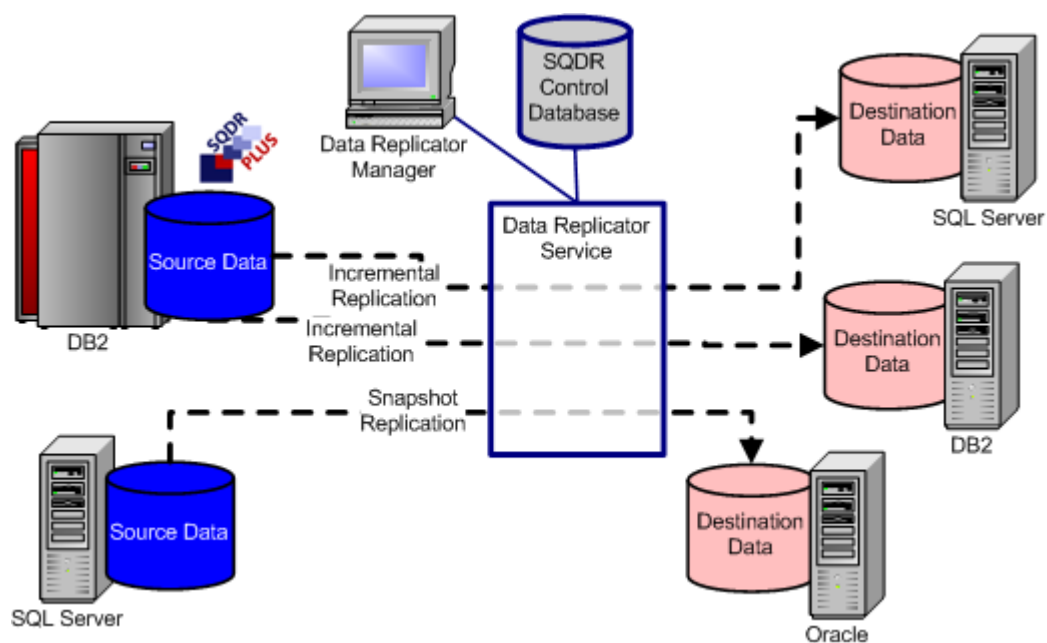 SQDR
Control
Database
Data Replicator
Manager
SQDR
PLUS
Destination
Data
SQL Server
Data Replicator
Service
Source Data
Incremental
Replication
DB2
Incremental
Replication
Destination
Data
DB2
Snapshot
Replication
Source Data
SQL Server
Destination
Data
Oracle